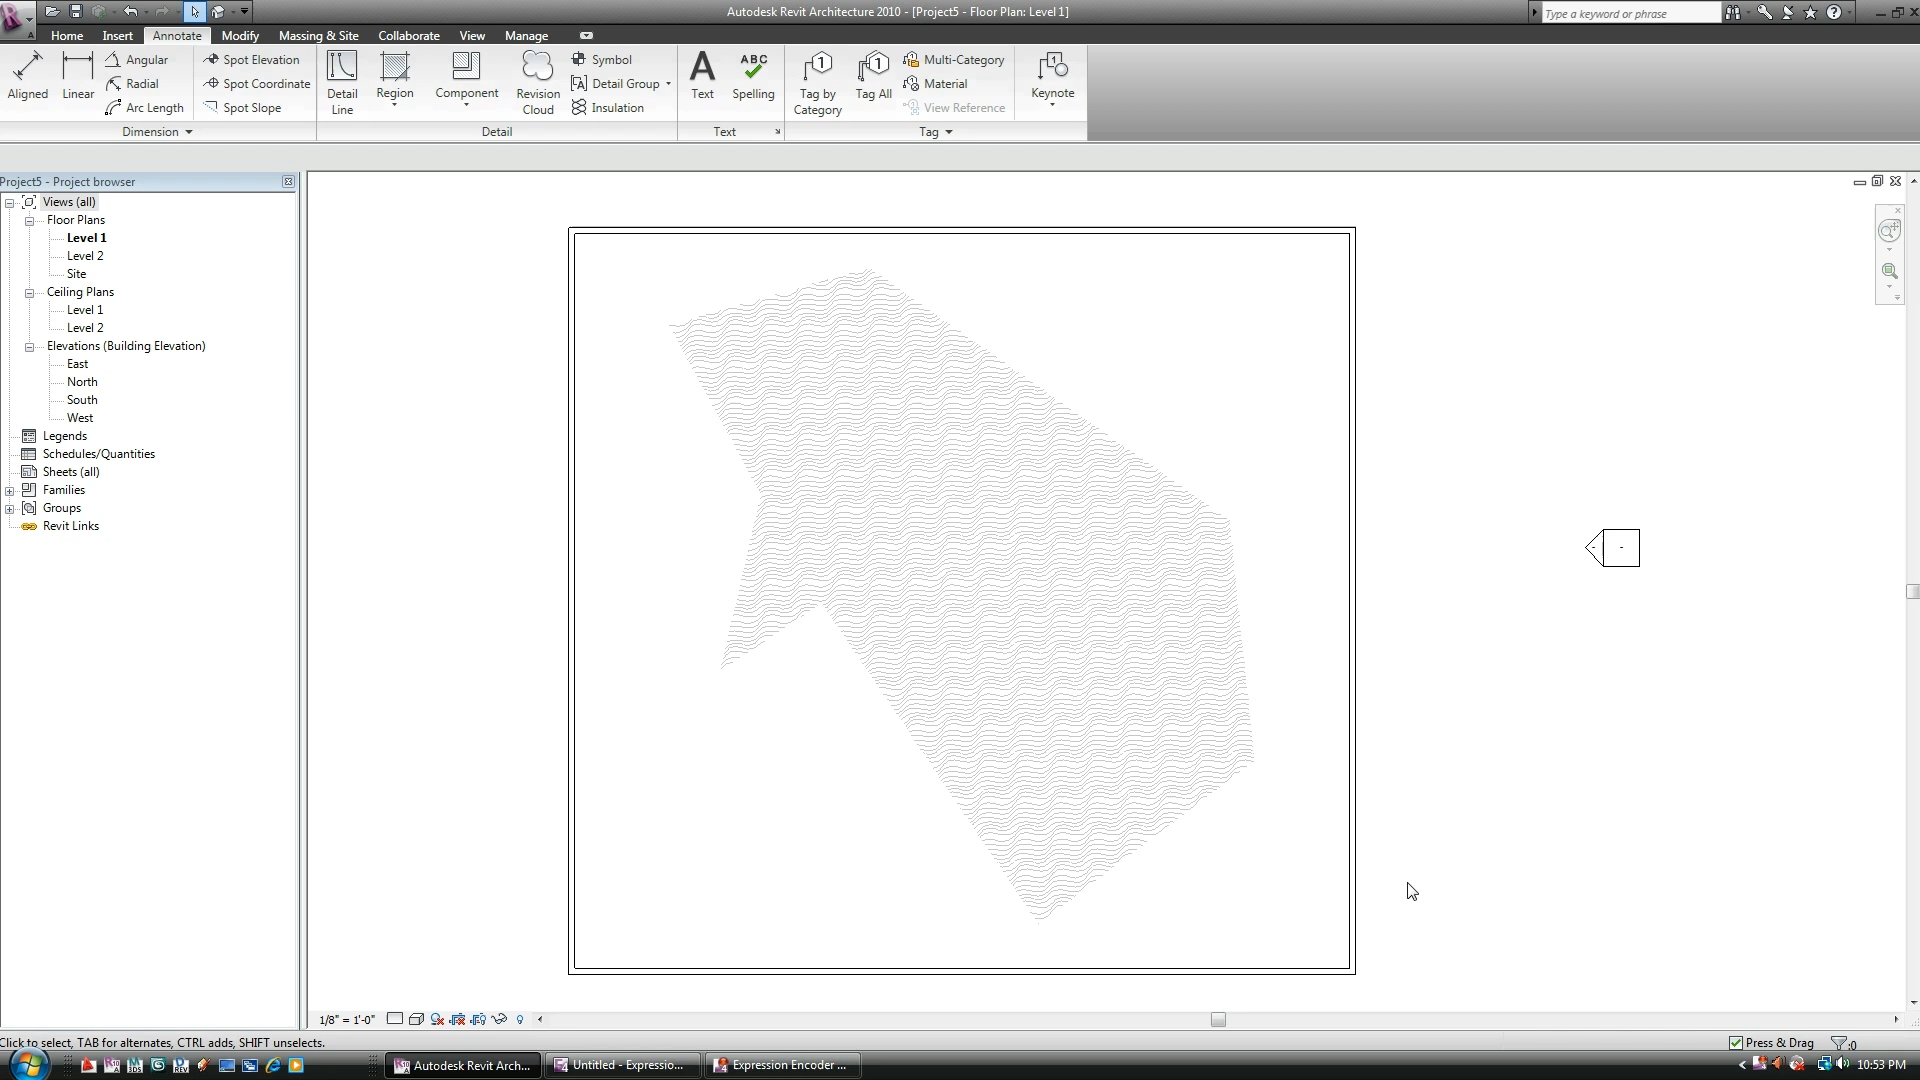 Autodesk Revit Architecture 2010 - [Project5 - Floor Plan: Level 1]
Type a keyword or phrase
Home Insert Annotate Modify Massing & Site Collaborate View Manage
Aligned Linear Angular Radial Arc Length Spot Elevation Spot Coordinate Spot Slope
Detail Line Region Component Revision Cloud Symbol Detail Group Insulation
Text ABC Spelling
Tag by Category Tag All Multi-Category Material View Reference Keynote
Dimension Detail Text Tag
Project5 - Project browser
Views (all)
Floor Plans
Level 1
Level 2
Site
Ceiling Plans
Level 1
Level 2
Elevations (Building Elevation)
East
North
South
West
Legends
Schedules/Quantities
Sheets (all)
Families
Groups
Revit Links
1/8" = 1'-0"
Click to select, TAB for alternates, CTRL adds, SHIFT unselects.
Press & Drag :0
Autodesk Revit Arch... Untitled - Expressio... Expression Encoder ... 10:53 PM